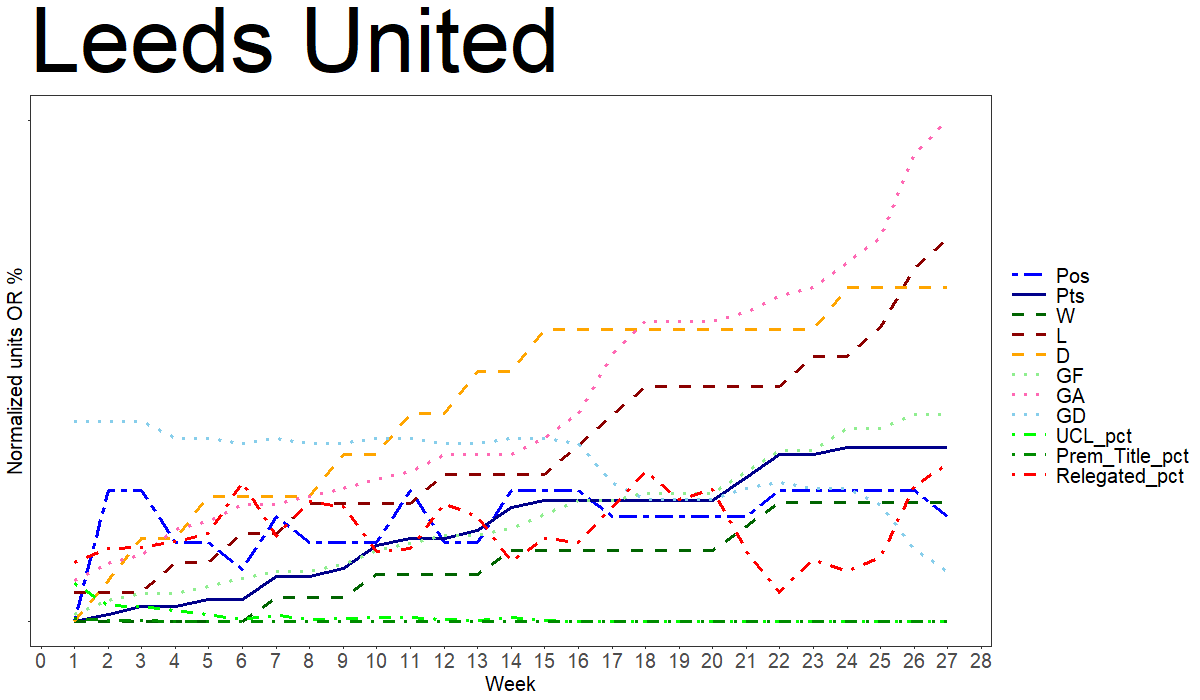 Leeds United
Normalized units OR %
Pos
Pts
W
L
D
GF
GA
GD
UCL_pct
Prem_Title_pct
Relegated_pct
0 1 2 3 4 5 6 7 8 9 10 11 12 13 14 15 16 17 18 19 20 21 22 23 24 25 26 27 28
Week